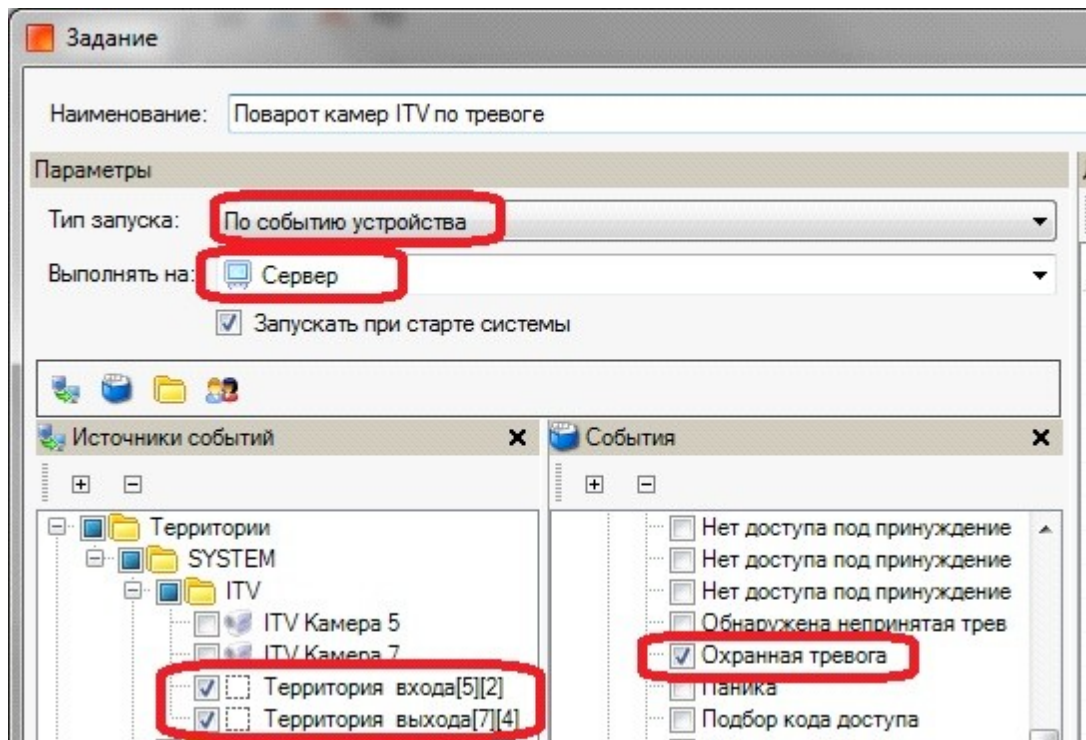 Задание
Наименование: Поварот камер ITV по тревоге
Параметры
Тип запуска: По событию устройства
Выполнять на: Сервер
Запускать при старте системы
Источники событий
Территории
SYSTEM
ITV
ITV Камера 5
ITV Камера 7
Территория входа[5][2]
Территория выхода[7][4]
События
Нет доступа под принуждение
Нет доступа под принуждение
Нет доступа под принуждение
Обнаружена непринятая трев
Охранная тревога
Паника
Подбор кода доступа